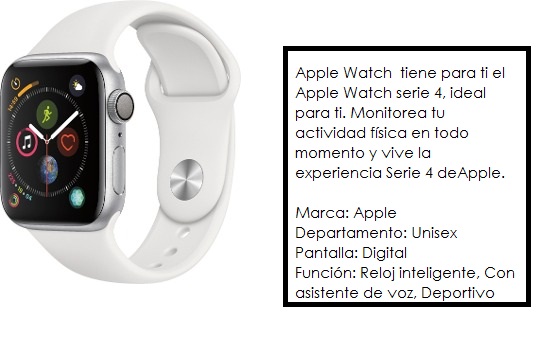 Apple Watch  tiene para ti el
Apple Watch serie 4, ideal
para ti. Monitorea tu
actividad física en todo
momento y vive la
experiencia Serie 4 deApple.
Marca: Apple
Departamento: Unisex
Pantalla: Digital
Función: Reloj inteligente, Con
asistente de voz, Deportivo